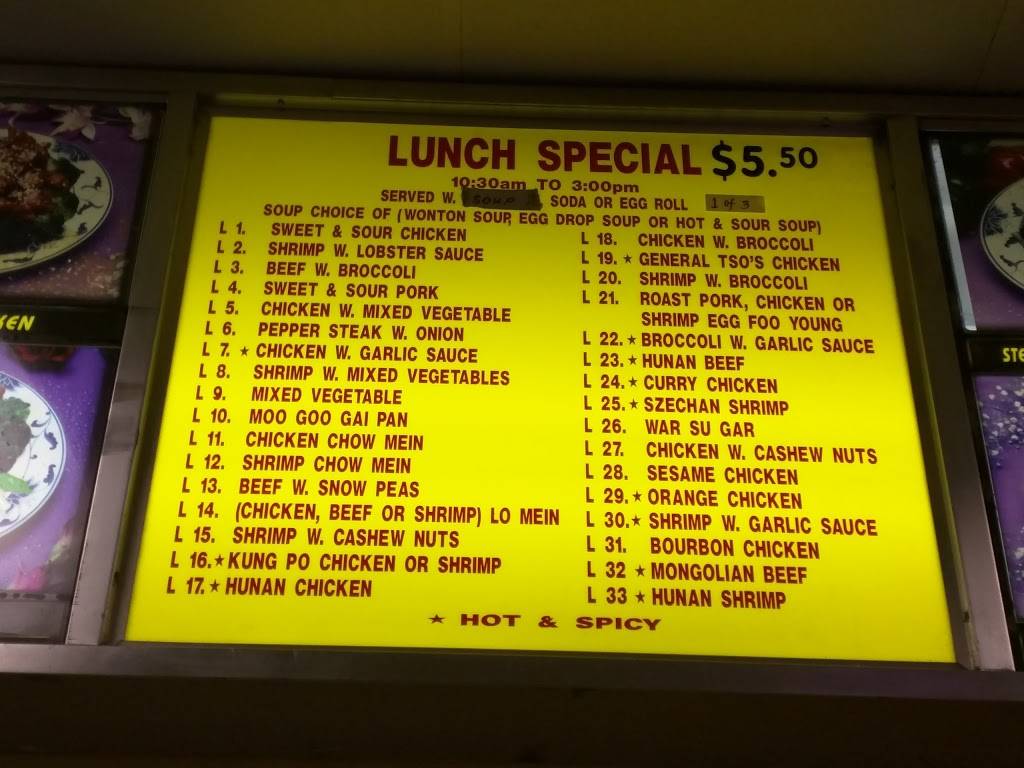 LUNCH SPECIAL $5.50
10:30am TO 3:00pm
SERVED W. SOUP, SODA OR EGG ROLL 1 of 3
SOUP CHOICE OF (WONTON SOUP, EGG DROP SOUP OR HOT & SOUR SOUP)
L 1. SWEET & SOUR CHICKEN
L 2. SHRIMP W. LOBSTER SAUCE
L 3. BEEF W. BROCCOLI
L 4. SWEET & SOUR PORK
L 5. CHICKEN W. MIXED VEGETABLE
L 6. PEPPER STEAK W. ONION
L 7. ★ CHICKEN W. GARLIC SAUCE
L 8. SHRIMP W. MIXED VEGETABLES
L 9. MIXED VEGETABLE
L 10. MOO GOO GAI PAN
L 11. CHICKEN CHOW MEIN
L 12. SHRIMP CHOW MEIN
L 13. BEEF W. SNOW PEAS
L 14. (CHICKEN, BEEF OR SHRIMP) LO MEIN
L 15. SHRIMP W. CASHEW NUTS
L 16. ★ KUNG PO CHICKEN OR SHRIMP
L 17. ★ HUNAN CHICKEN
L 18. CHICKEN W. BROCCOLI
L 19. ★ GENERAL TSO'S CHICKEN
L 20. SHRIMP W. BROCCOLI
L 21. ROAST PORK, CHICKEN OR
SHRIMP EGG FOO YOUNG
L 22. ★ BROCCOLI W. GARLIC SAUCE
L 23. ★ HUNAN BEEF
L 24. ★ CURRY CHICKEN
L 25. ★ SZECHAN SHRIMP
L 26. WAR SU GAR
L 27. CHICKEN W. CASHEW NUTS
L 28. SESAME CHICKEN
L 29. ★ ORANGE CHICKEN
L 30. ★ SHRIMP W. GARLIC SAUCE
L 31. BOURBON CHICKEN
L 32 ★ MONGOLIAN BEEF
L 33 ★ HUNAN SHRIMP
★ HOT & SPICY